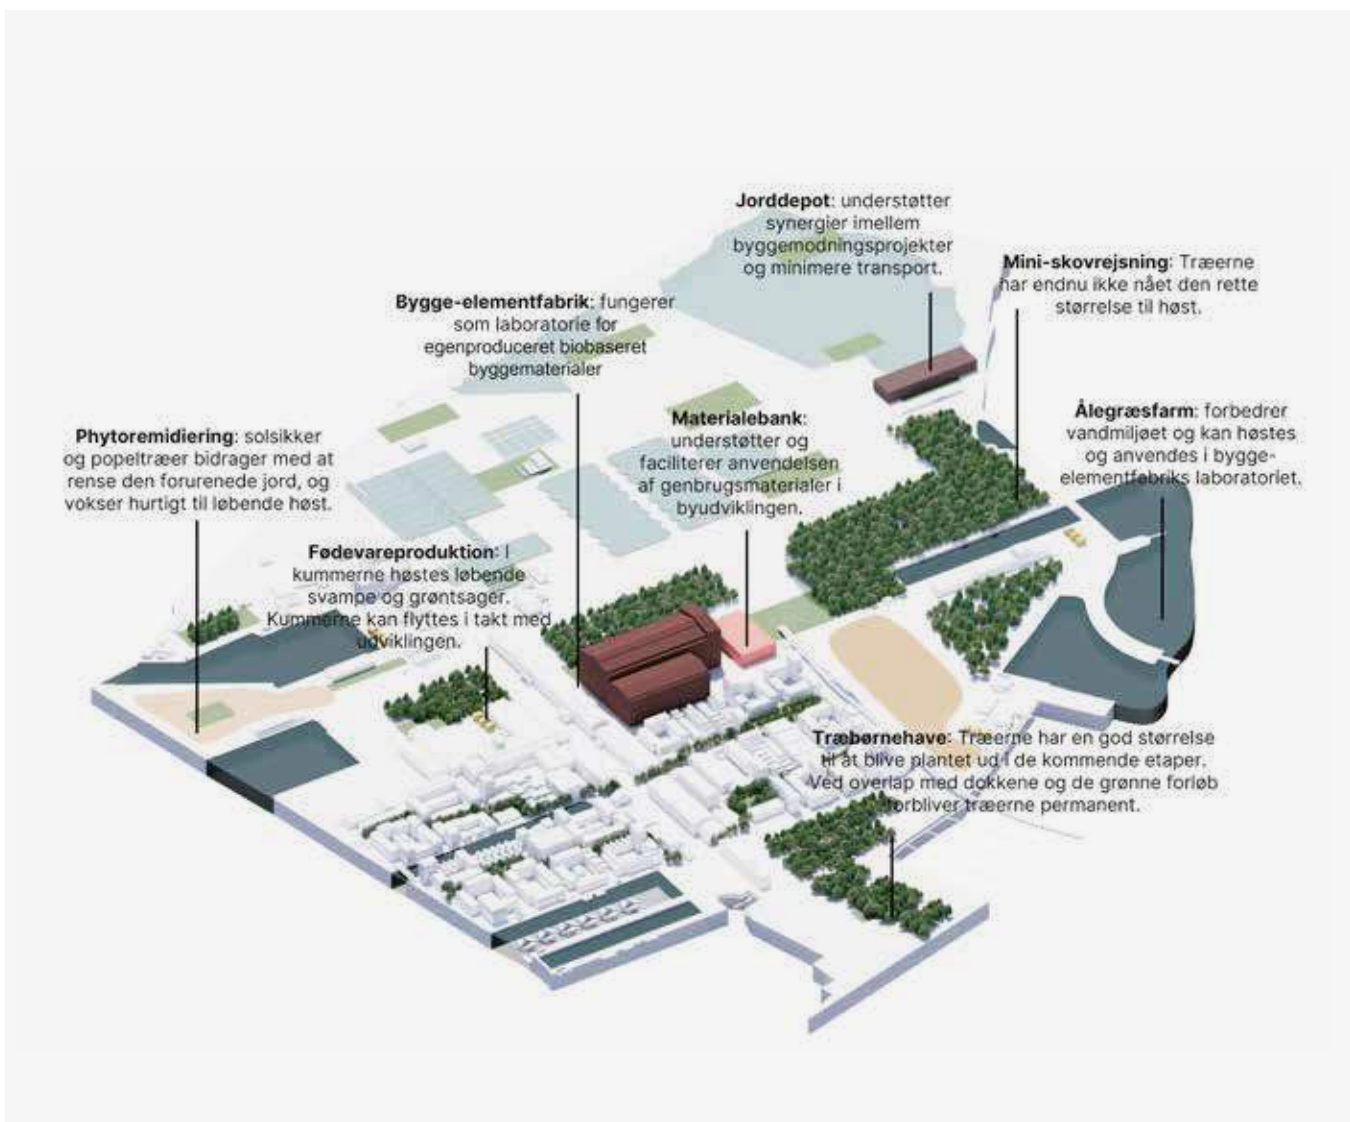 Jorddepot: understøtter
synergier imellem
byggemodningsprojekter
og minimere transport.
Mini-skovrejsning: Træerne
har endnu ikke nået den rette
størrelse til høst.
Bygge-elementfabrik: fungerer
som laboratorie for
egenproduceret biobaseret
byggematerialer
Ålegræsfarm: forbedrer
vandmiljøet og kan høstes
og anvendes i bygge-
elementfabriks laboratoriet.
Materialebank:
understøtter og
faciliterer anvendelsen
af genbrugsmaterialer i
byudviklingen.
Phytoremidiering: solsikker
og popeltræer bidrager med at
rense den forurenede jord, og
vokser hurtigt til løbende høst.
Fødevareproduktion: I
kummerne høstes løbende
svampe og grøntsager.
Kummerne kan flyttes i takt med
udviklingen.
Træbørnehave: Træerne har en god størrelse
til at blive plantet ud i de kommende etaper.
Ved overlap med dokkene og de grønne forløb
forbliver træerne permanent.